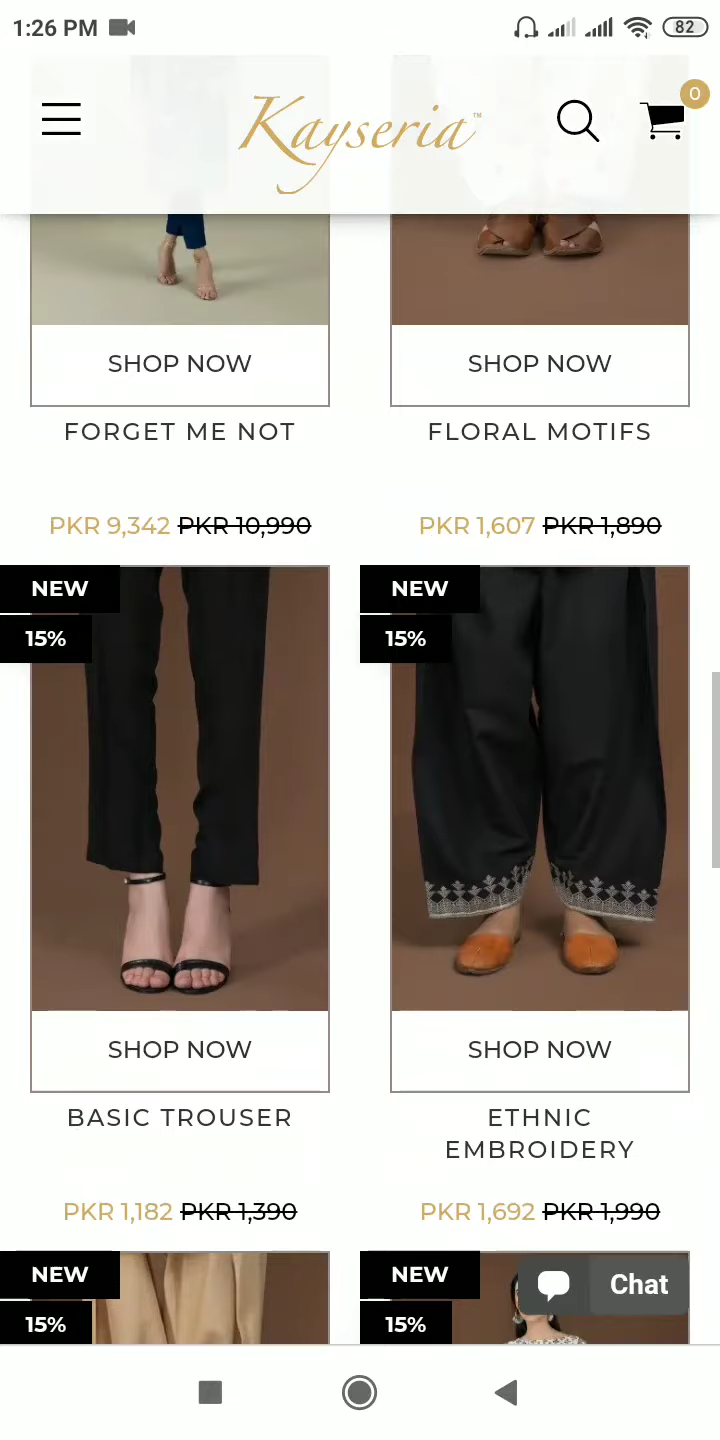 1:26 PM 82
Kayseria™ 0
SHOP NOW SHOP NOW
FORGET ME NOT FLORAL MOTIFS
PKR 9,342 PKR 10,990 PKR 1,607 PKR 1,890
NEW NEW
15% 15%
SHOP NOW SHOP NOW
BASIC TROUSER ETHNIC
EMBROIDERY
PKR 1,182 PKR 1,390 PKR 1,692 PKR 1,990
NEW NEW
Chat
15% 15%